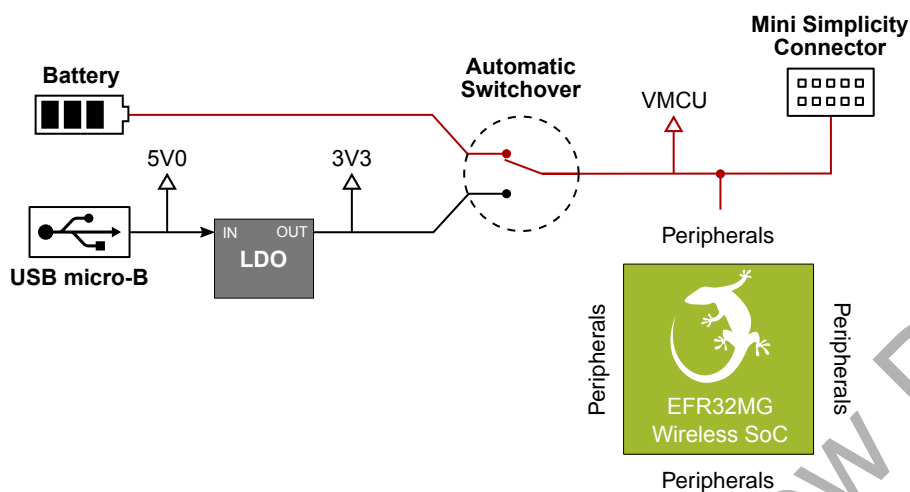 Mini Simplicity
Connector
Battery
Automatic
Switchover
VMCU
5V0
3V3
IN
OUT
LDO
USB micro-B
Peripherals
Peripherals
Peripherals
EFR32MG
Wireless SoC
Peripherals